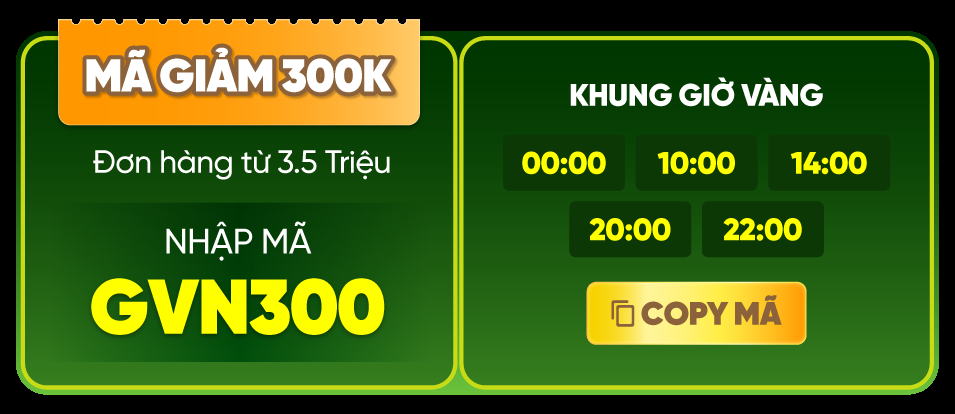 MÃ GIẢM 300K
Đơn hàng từ 3.5 Triệu
NHẬP MÃ
GVN300
KHUNG GIỜ VÀNG
00:00 10:00 14:00
20:00 22:00
COPY MÃ